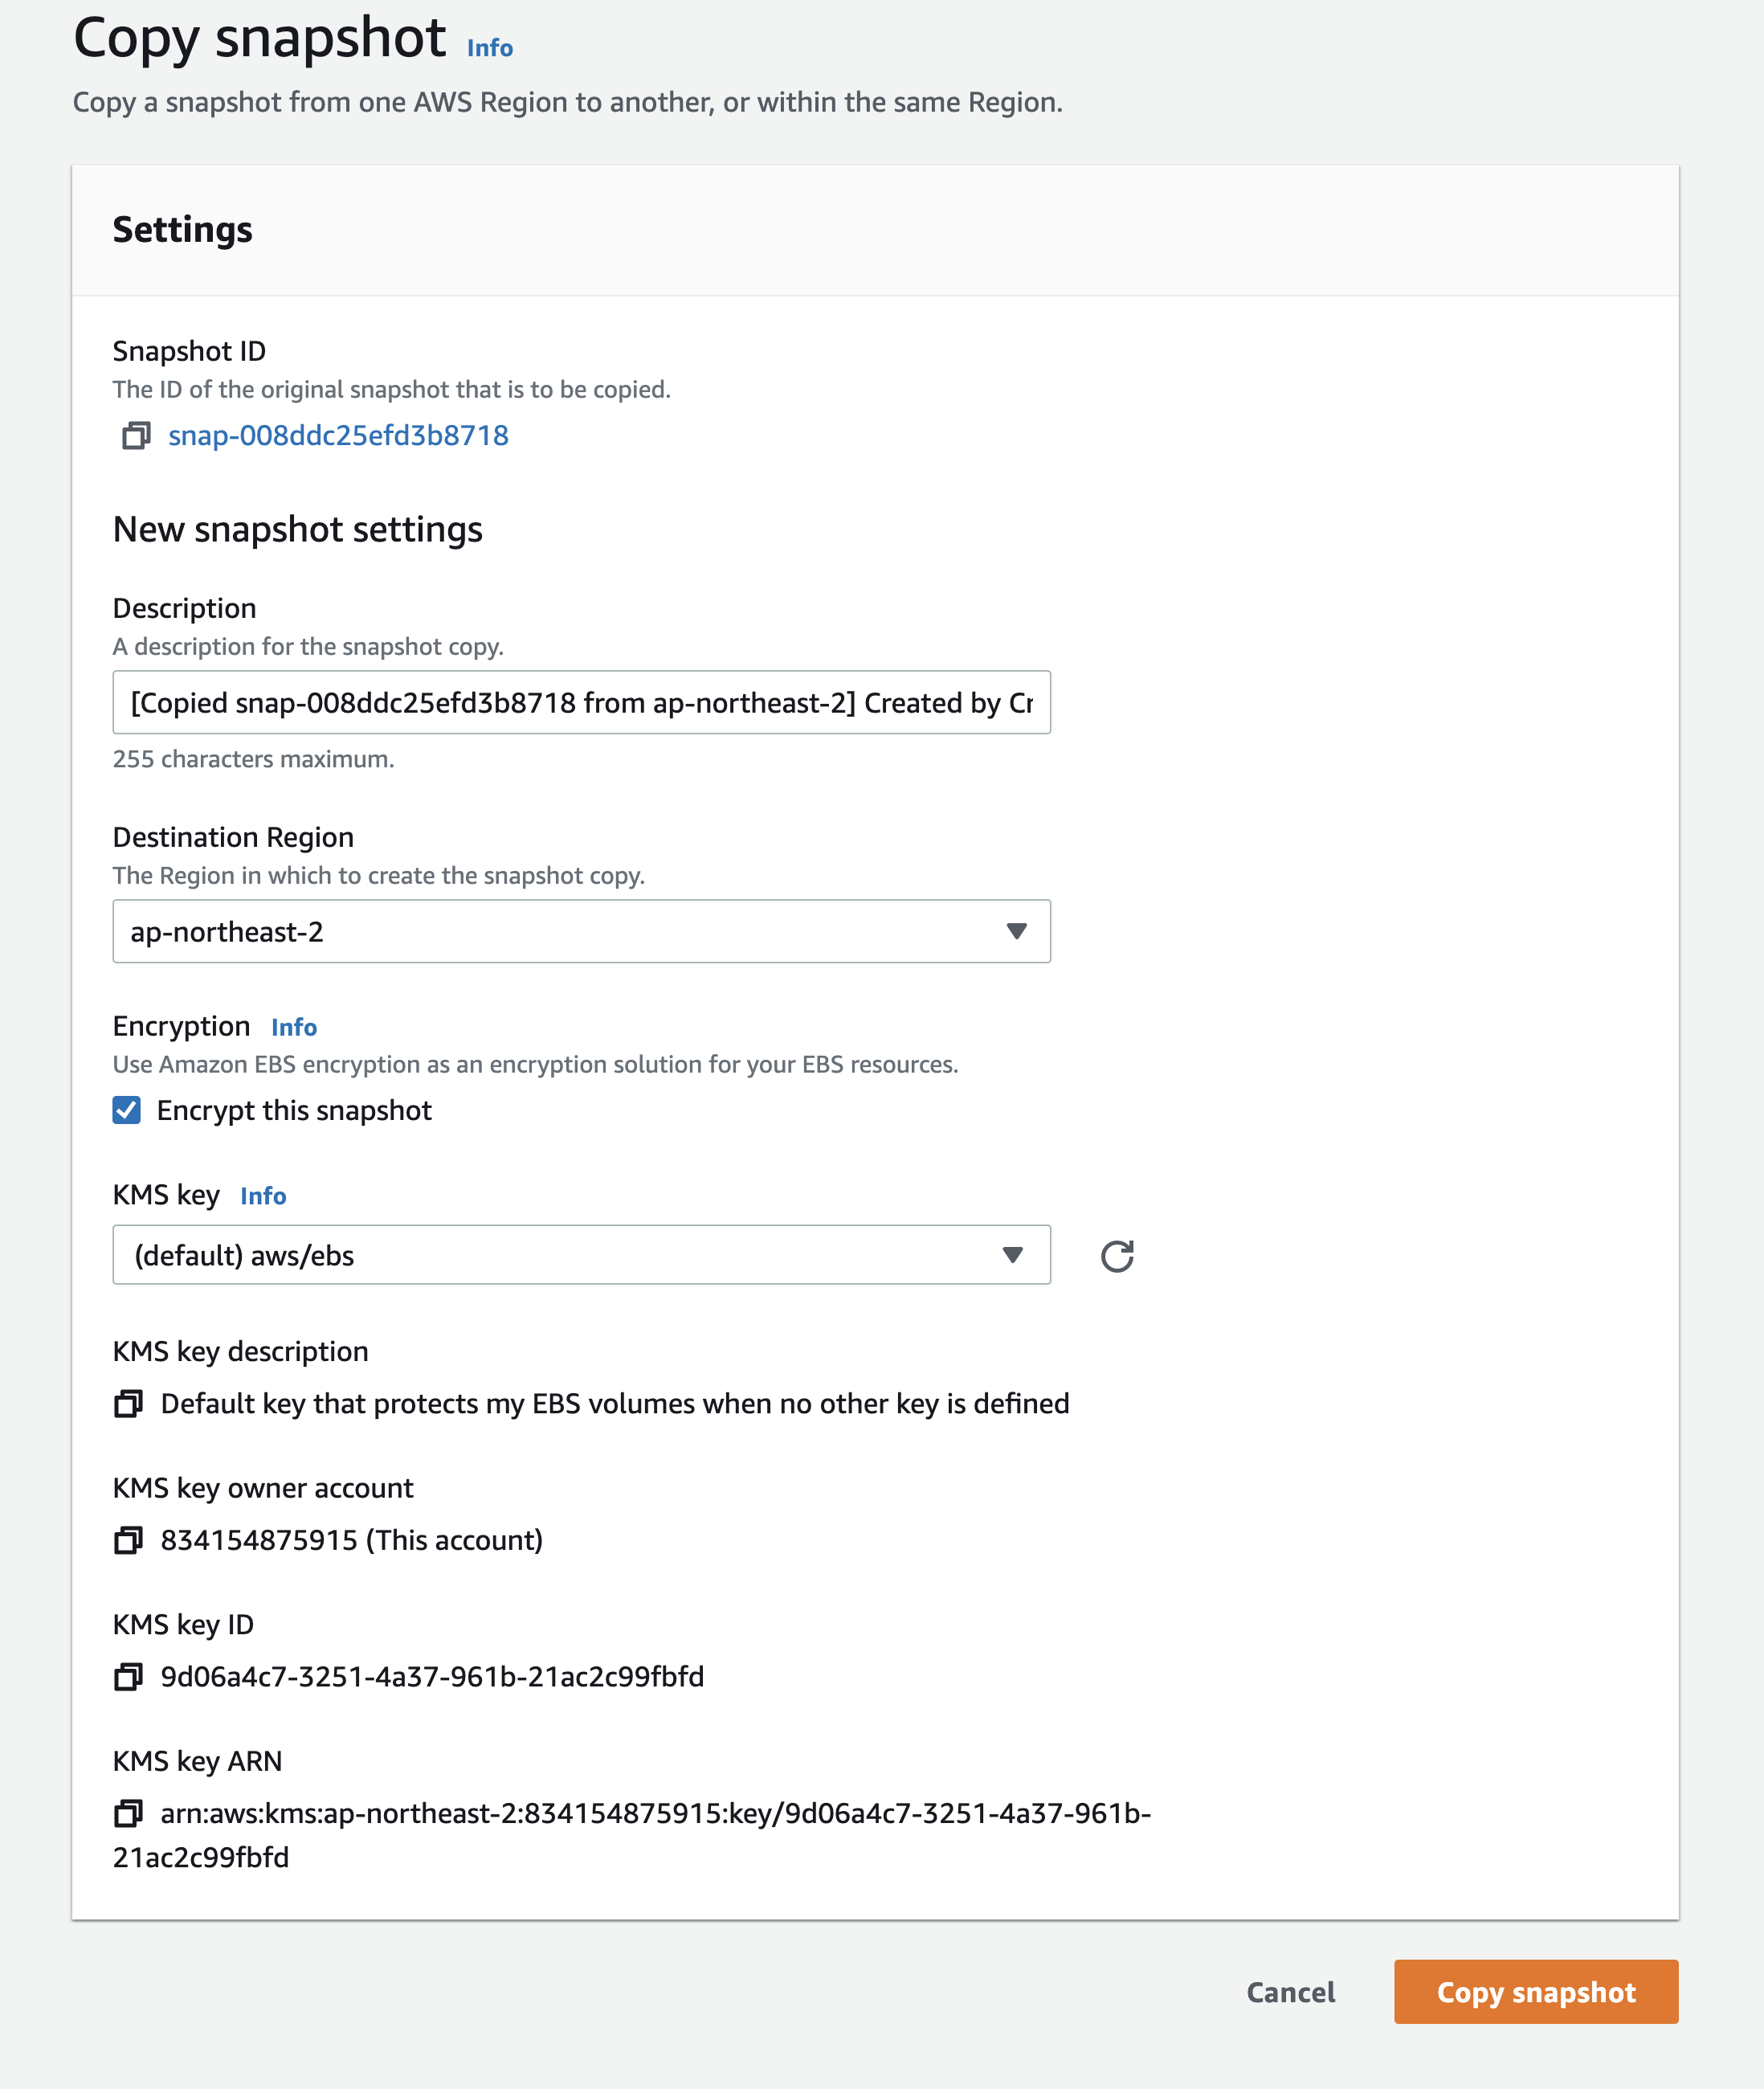 Copy snapshot Info
Copy a snapshot from one AWS Region to another, or within the same Region.
Settings
Snapshot ID
The ID of the original snapshot that is to be copied.
snap-008ddc25efd3b8718
New snapshot settings
Description
A description for the snapshot copy.
[Copied snap-008ddc25efd3b8718 from ap-northeast-2] Created by Cr
255 characters maximum.
Destination Region
The Region in which to create the snapshot copy.
ap-northeast-2
Encryption Info
Use Amazon EBS encryption as an encryption solution for your EBS resources.
Encrypt this snapshot
KMS key Info
(default) aws/ebs
KMS key description
Default key that protects my EBS volumes when no other key is defined
KMS key owner account
834154875915 (This account)
KMS key ID
9d06a4c7-3251-4a37-961b-21ac2c99fbfd
KMS key ARN
arn:aws:kms:ap-northeast-2:834154875915:key/9d06a4c7-3251-4a37-961b-
21ac2c99fbfd
Cancel Copy snapshot